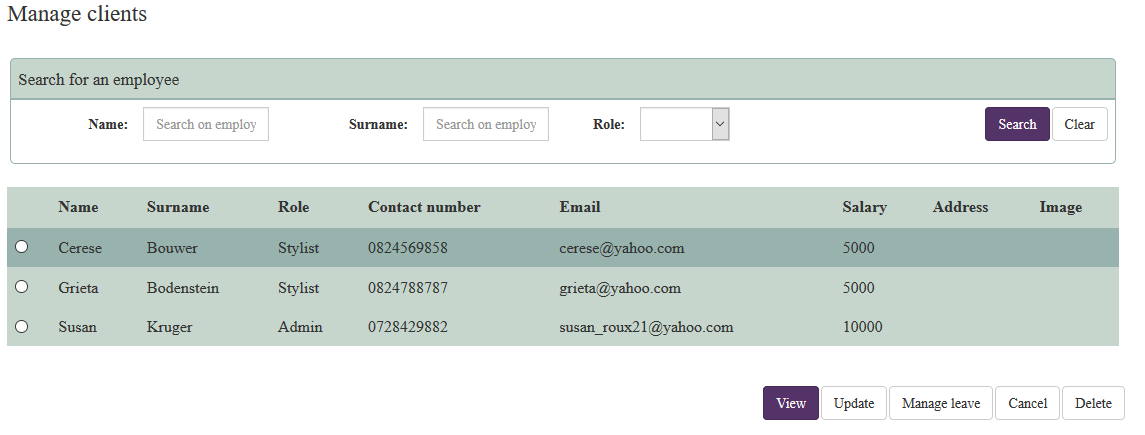 Manage clients
Search for an employee
Name: Search on employ Surname: Search on employ Role: Search Clear
Name Surname Role Contact number Email Salary Address Image
Cerese Bouwer Stylist 0824569858 cerese@yahoo.com 5000
Grieta Bodenstein Stylist 0824788787 grieta@yahoo.com 5000
Susan Kruger Admin 0728429882 susan_roux21@yahoo.com 10000
View Update Manage leave Cancel Delete